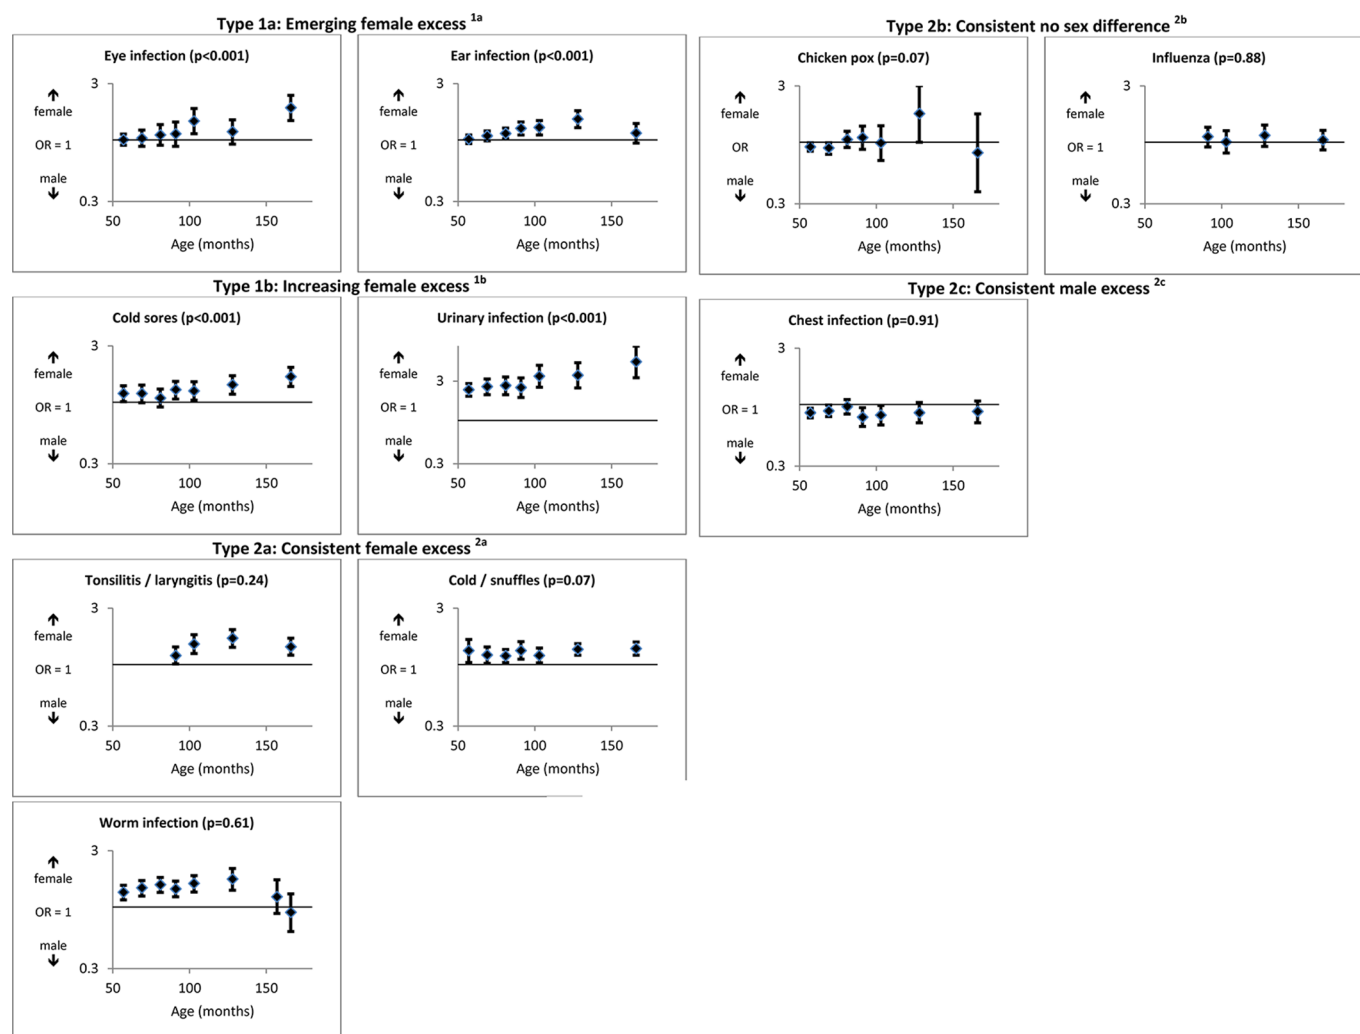 Type 1a: Emerging female excess 1a
Eye infection (p<0.001)
3
female
OR = 1
male
0.3
50 100 150
Age (months)
Ear infection (p<0.001)
3
female
OR = 1
male
0.3
50 100 150
Age (months)
Type 2b: Consistent no sex difference 2b
Chicken pox (p=0.07)
3
female
OR
male
0.3
50 100 150
Age (months)
Influenza (p=0.88)
3
female
OR = 1
male
0.3
50 100 150
Age (months)
Type 1b: Increasing female excess 1b
Cold sores (p<0.001)
3
female
OR = 1
male
0.3
50 100 150
Age (months)
Urinary infection (p<0.001)
female
3
OR = 1
male
0.3
50 100 150
Age (months)
Type 2c: Consistent male excess 2c
Chest infection (p=0.91)
3
female
OR = 1
male
0.3
50 100 150
Age (months)
Type 2a: Consistent female excess 2a
Tonsilitis / laryngitis (p=0.24)
3
female
OR = 1
male
0.3
50 100 150
Age (months)
Cold / snuffles (p=0.07)
3
female
OR = 1
male
0.3
50 100 150
Age (months)
Worm infection (p=0.61)
3
female
OR = 1
male
0.3
50 100 150
Age (months)